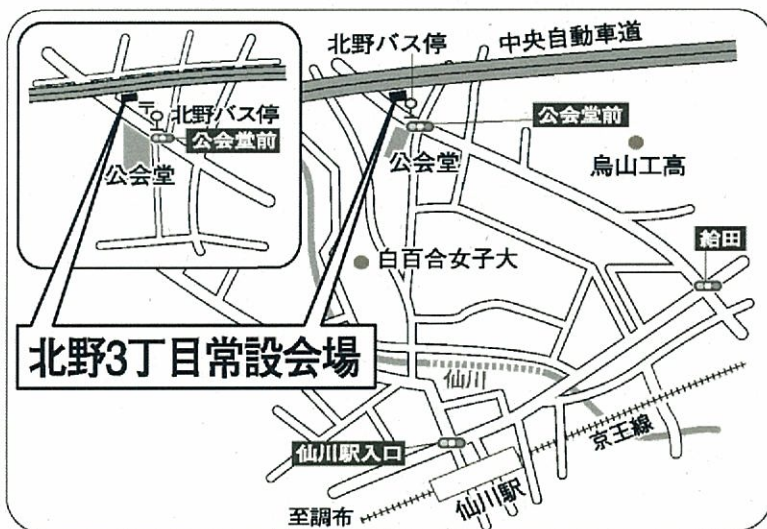 北野バス停
中央自動車道
〒
北野バス停
公会堂前
公会堂
公会堂前
公会堂
烏山工高
給田
白百合女子大
北野3丁目常設会場
仙川
仙川駅入口
京王線
仙川駅
至調布